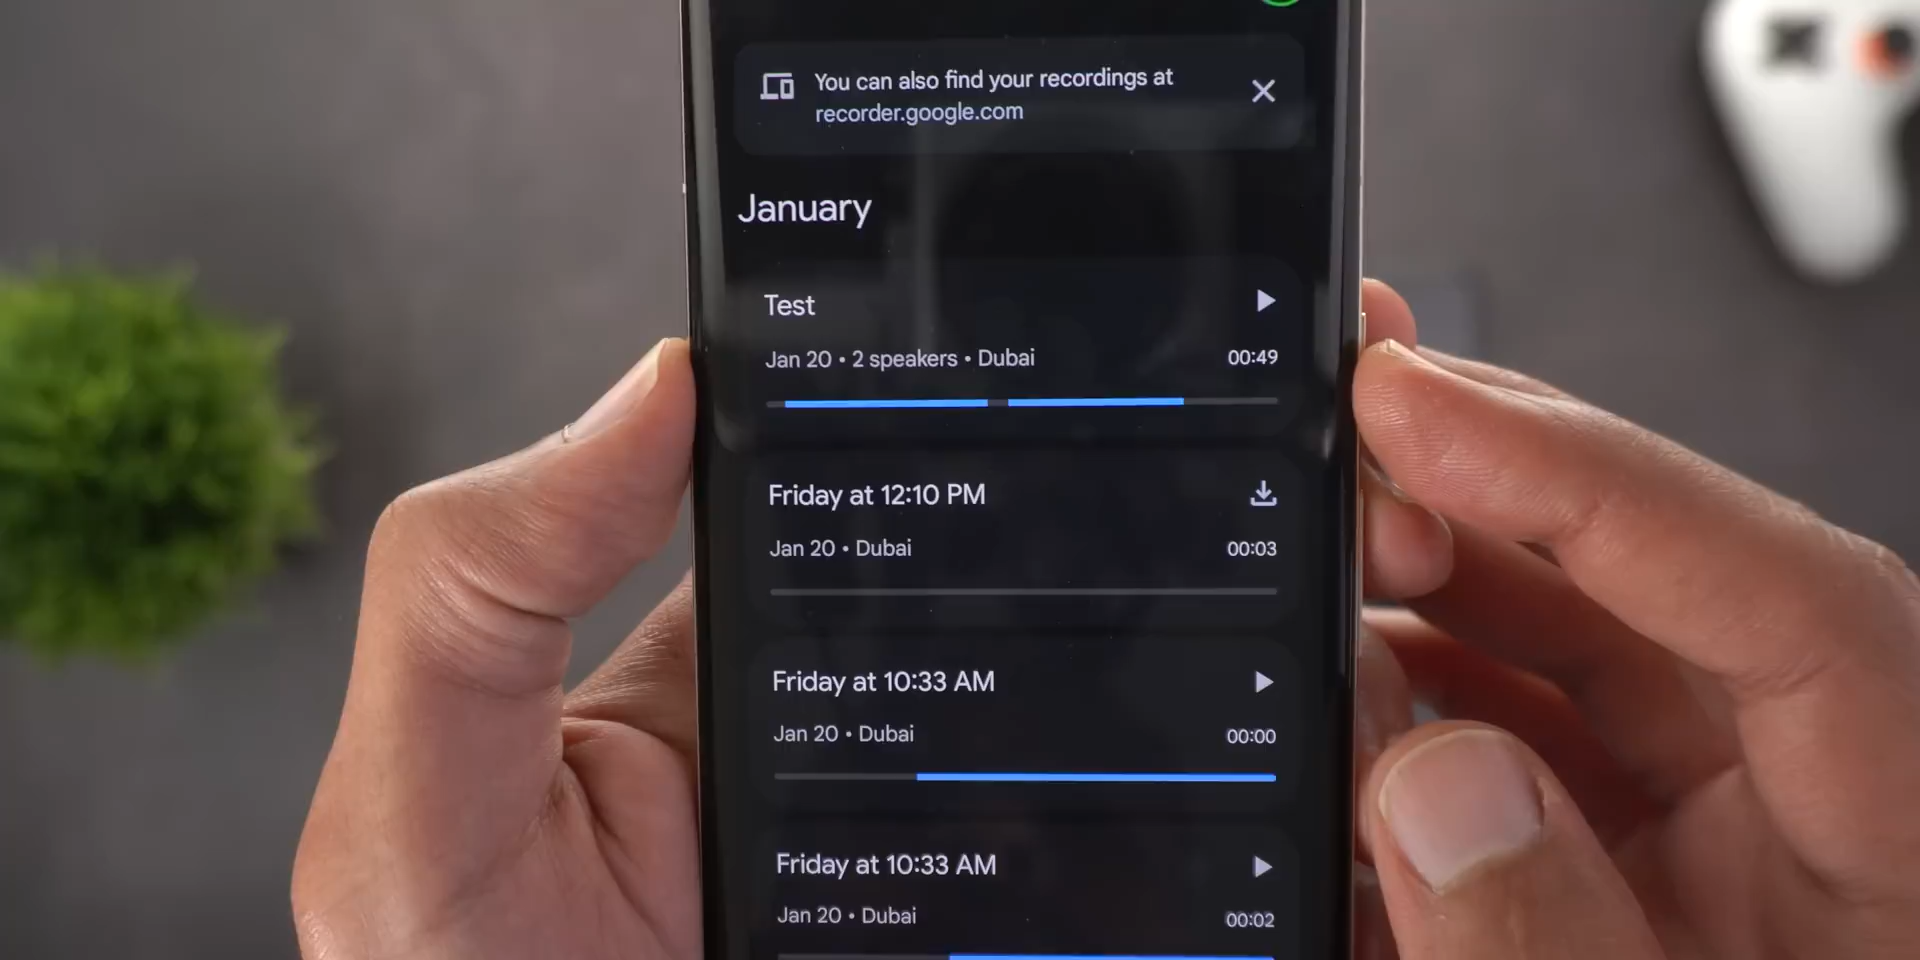 You can also find your recordings at
recorder.google.com
January
Test
Jan 20 • 2 speakers • Dubai 00:49
Friday at 12:10 PM
Jan 20 • Dubai 00:03
Friday at 10:33 AM
Jan 20 • Dubai 00:00
Friday at 10:33 AM
Jan 20 • Dubai 00:02